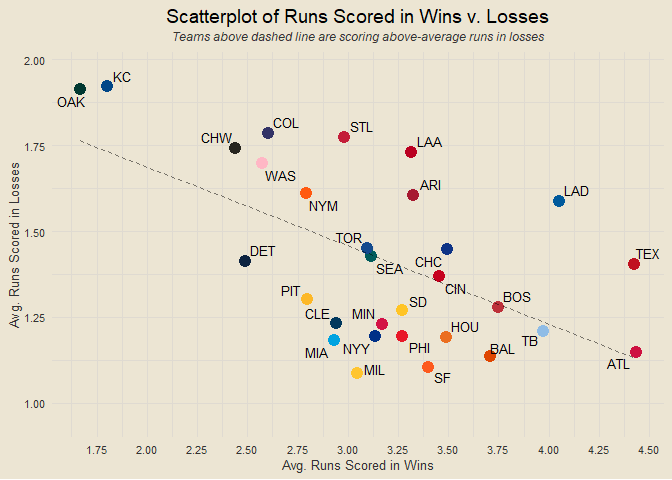 Scatterplot of Runs Scored in Wins v. Losses
Teams above dashed line are scoring above-average runs in losses
2.00
KC
OAK
COL
STL
CHW
LAA
1.75
WAS
ARI
LAD
NYM
1.50
TOR
DET
TEX
CHC
SEA
CIN
PIT
BOS
SD
1.25
CLE
MIN
HOU
TB
MIA
NYY
PHI
BAL
ATL
MIL
SF
1.00
Avg. Runs Scored in Losses
1.75 2.00 2.25 2.50 2.75 3.00 3.25 3.50 3.75 4.00 4.25 4.50
Avg. Runs Scored in Wins